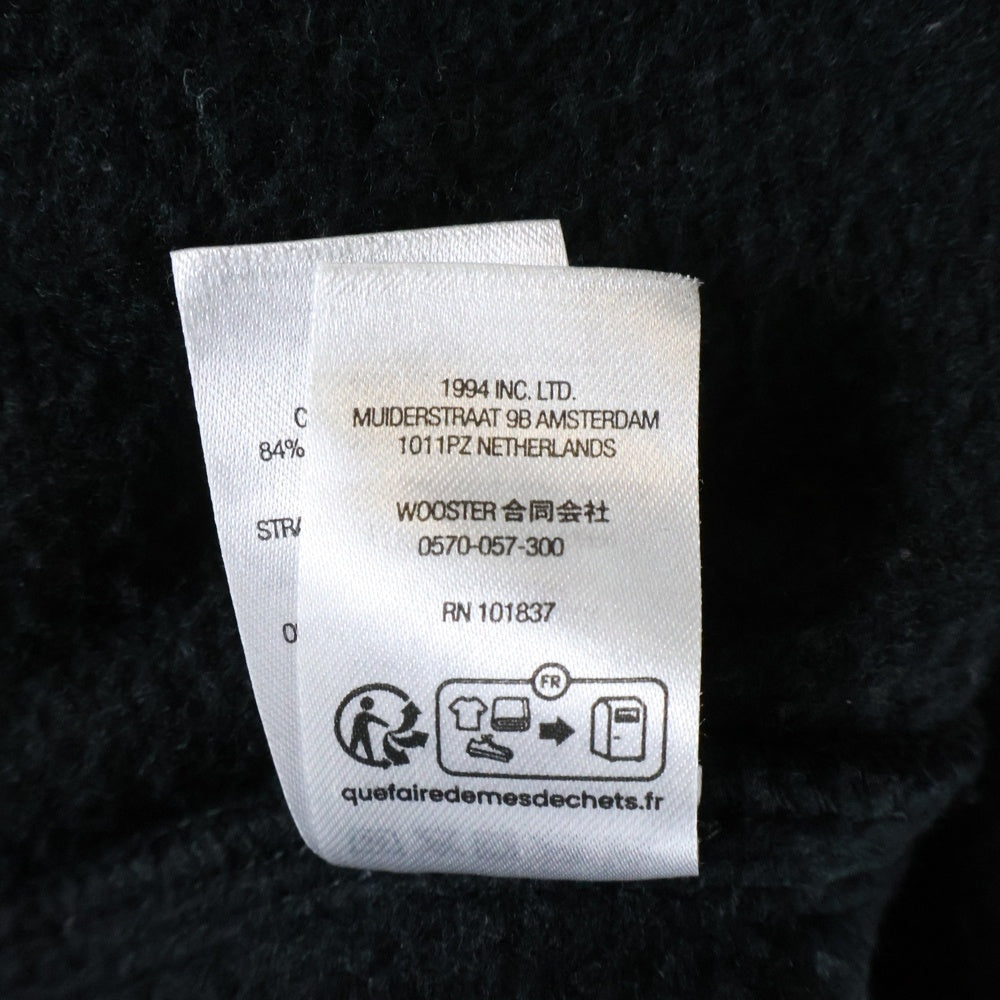 84%
1994 INC. LTD.
MUIDERSTRAAT 9B AMSTERDAM
1011PZ NETHERLANDS
WOOSTER 合同会社
0570-057-300
RN 101837
FR
quefairedemesdechets.fr